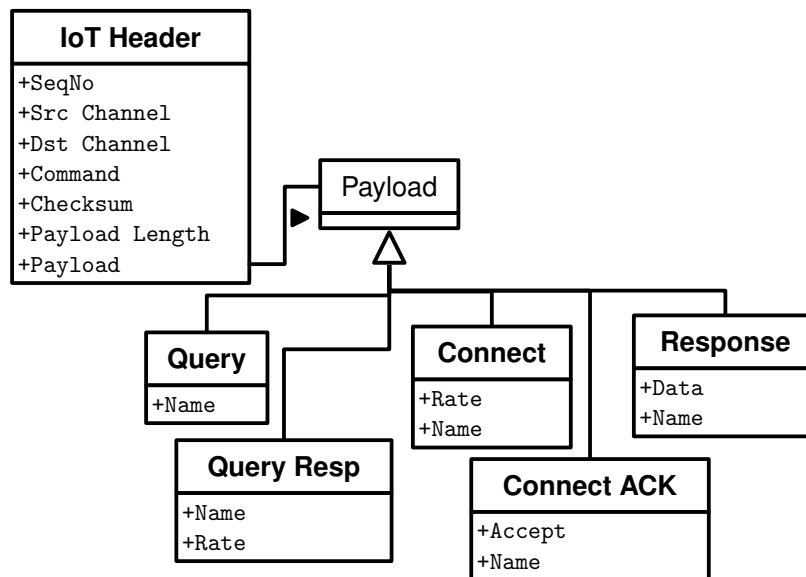 IoT Header
+SeqNo
+Src Channel
+Dst Channel
+Command
+Checksum
+Payload Length
+Payload
Payload
Query
+Name
Query Resp
+Name
+Rate
Connect
+Rate
+Name
Connect ACK
+Accept
+Name
Response
+Data
+Name